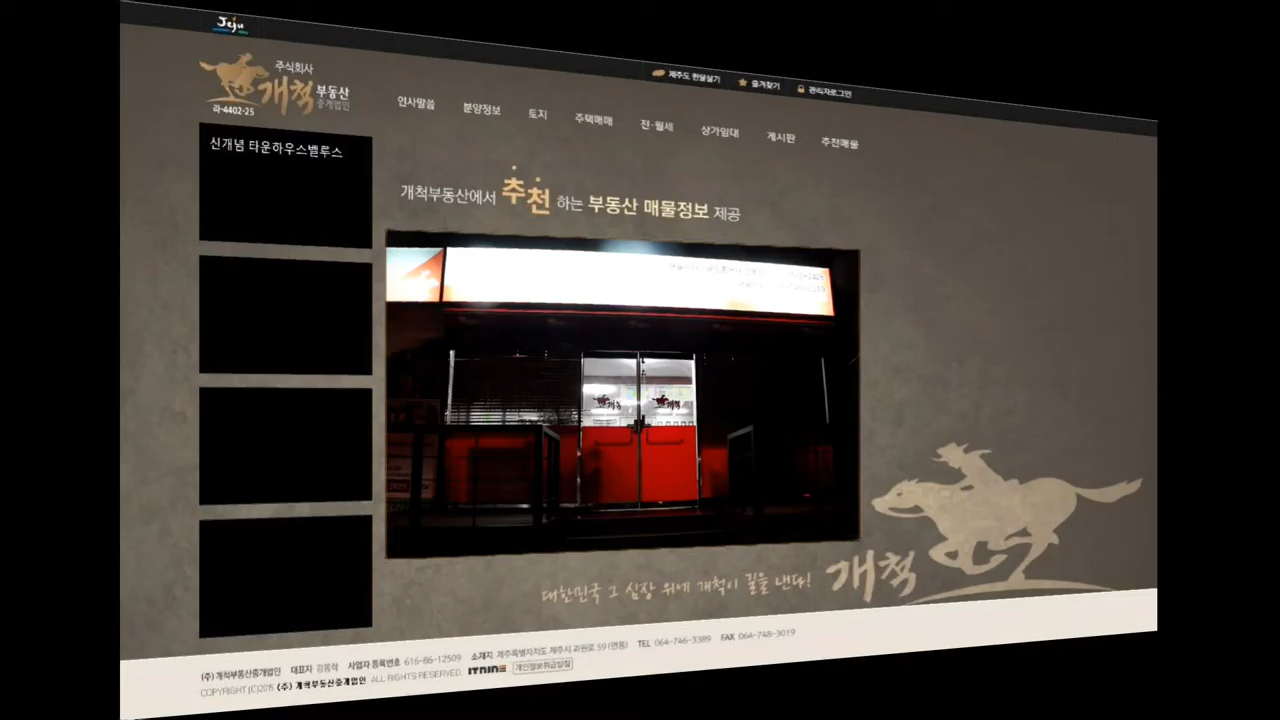 Jeju
제주도 한달살기 즐겨찾기 관리자로그인
주식회사
개척 부동산
중개법인
라-4402-25
인사말씀 분양정보 토지 주택매매 전·월세 상가임대 게시판 추천매물
신개념 타운하우스벨루스
개척부동산에서 추천 하는 부동산 매물정보 제공
개척 개척
대한민국 그 심장 위에 개척이 길을 낸다! 개척
(주) 개척부동산중개법인 대표자 사업자 등록번호 616-86-12509 소재지 제주특별자치도 제주시 과원로 59 (연동) TEL 064-746-3389 FAX 064-748-3019
COPYRIGHT (C)2015 (주) 개척부동산중개법인 ALL RIGHTS RESERVED. 개인정보취급방침